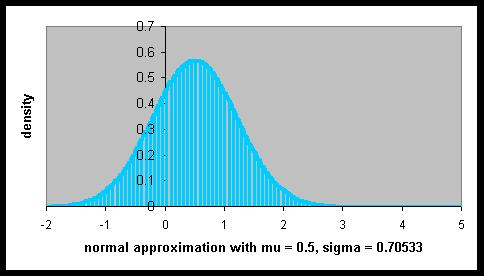 0.7
0.6
0.5
0.4
0.3
0.2
0.1
0
density
-2 -1 0 1 2 3 4 5
normal approximation with mu = 0.5, sigma = 0.70533